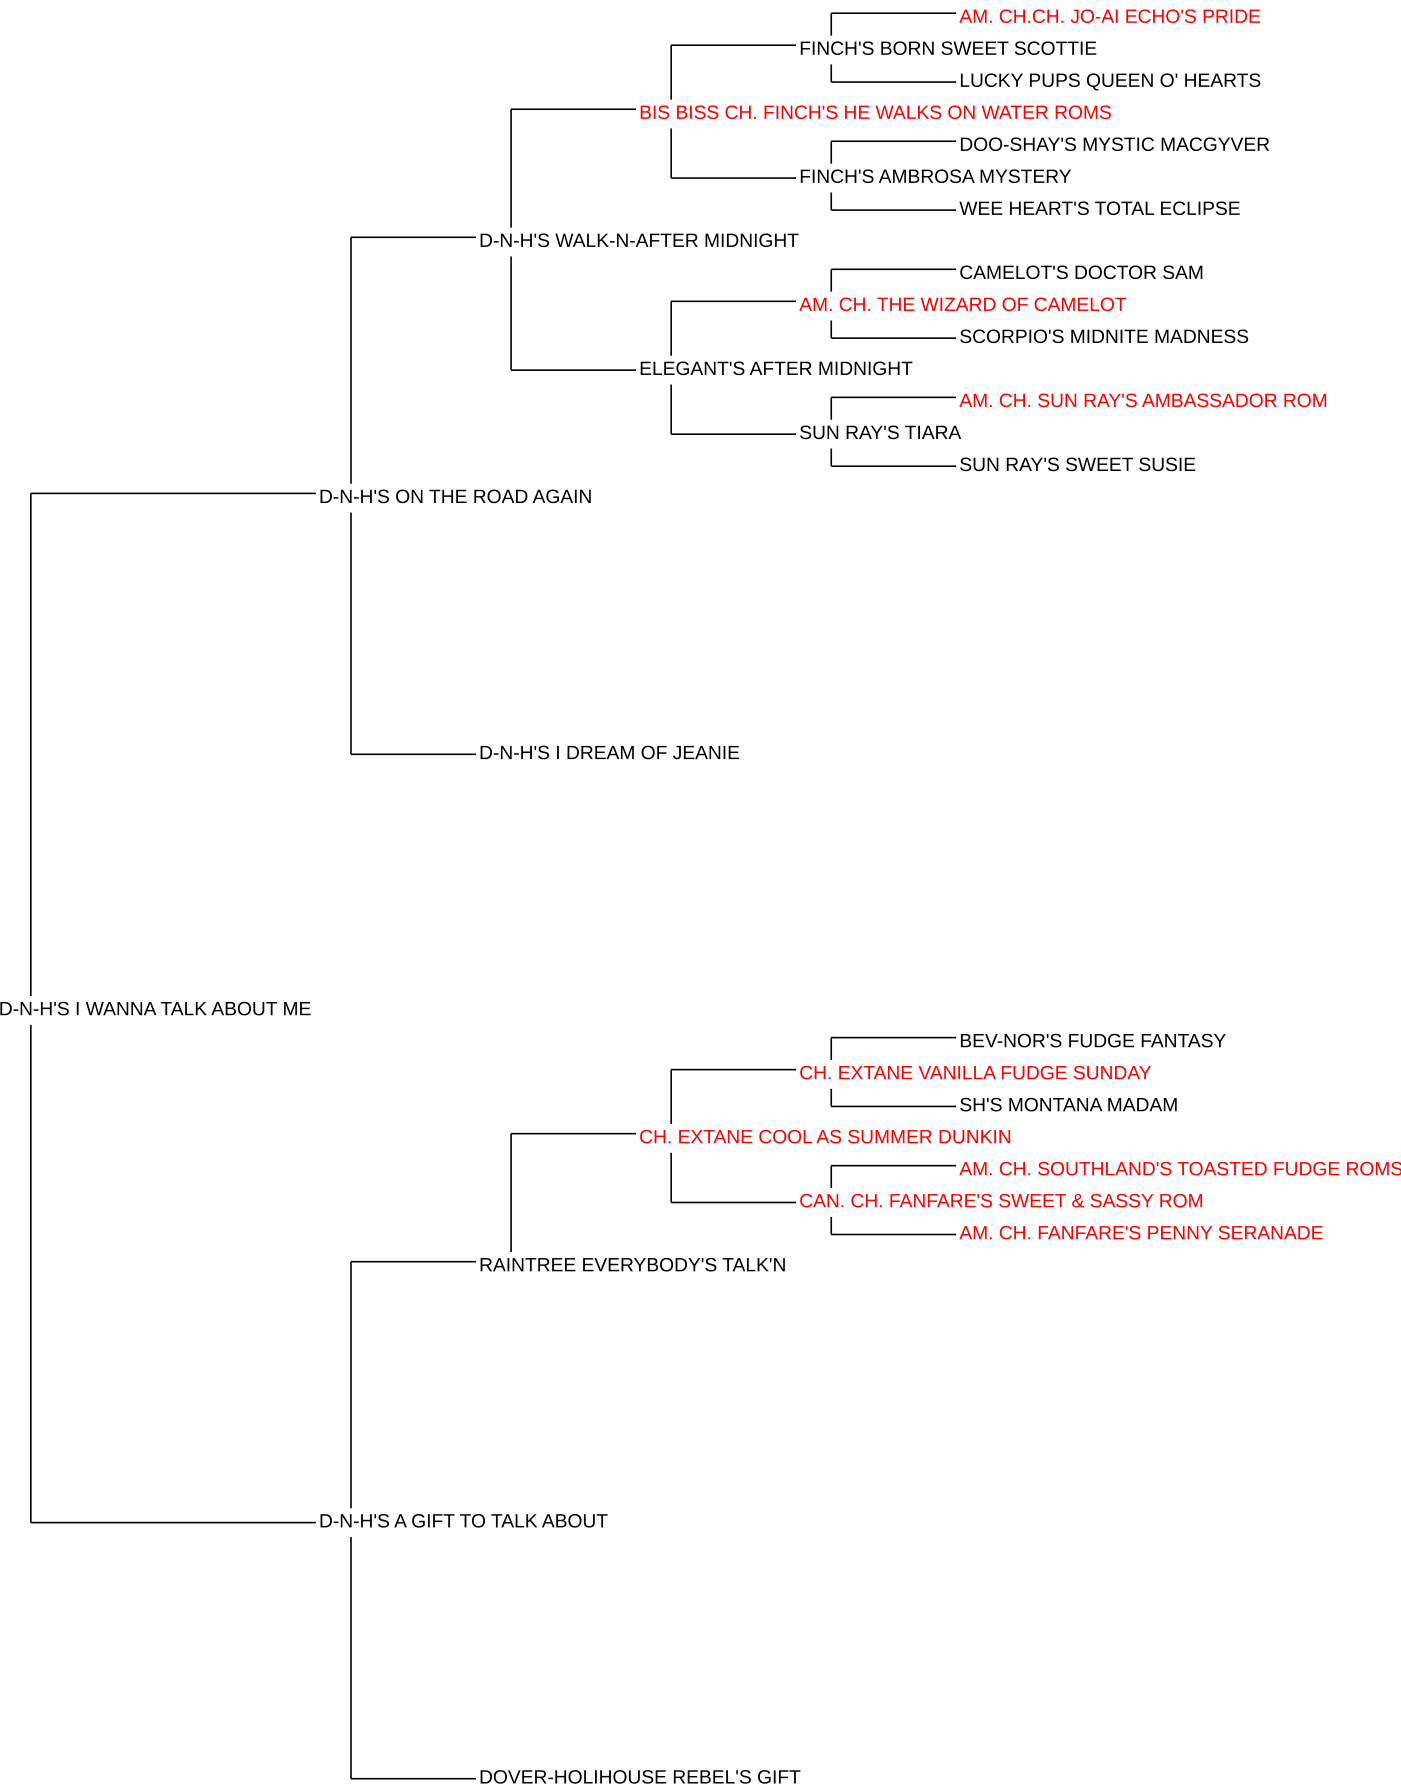 AM. CH.CH. JO-AI ECHO'S PRIDE
FINCH'S BORN SWEET SCOTTIE
LUCKY PUPS QUEEN O' HEARTS
BIS BISS CH. FINCH'S HE WALKS ON WATER ROMS
DOO-SHAY'S MYSTIC MACGYVER
FINCH'S AMBROSA MYSTERY
WEE HEART'S TOTAL ECLIPSE
D-N-H'S WALK-N-AFTER MIDNIGHT
CAMELOT'S DOCTOR SAM
AM. CH. THE WIZARD OF CAMELOT
SCORPIO'S MIDNITE MADNESS
ELEGANT'S AFTER MIDNIGHT
AM. CH. SUN RAY'S AMBASSADOR ROM
SUN RAY'S TIARA
SUN RAY'S SWEET SUSIE
D-N-H'S ON THE ROAD AGAIN
D-N-H'S I DREAM OF JEANIE
D-N-H'S I WANNA TALK ABOUT ME
BEV-NOR'S FUDGE FANTASY
CH. EXTANE VANILLA FUDGE SUNDAY
SH'S MONTANA MADAM
CH. EXTANE COOL AS SUMMER DUNKIN
AM. CH. SOUTHLAND'S TOASTED FUDGE ROMS
CAN. CH. FANFARE'S SWEET & SASSY ROM
AM. CH. FANFARE'S PENNY SERANADE
RAINTREE EVERYBODY'S TALK'N
D-N-H'S A GIFT TO TALK ABOUT
DOVER-HOLIHOUSE REBEL'S GIFT